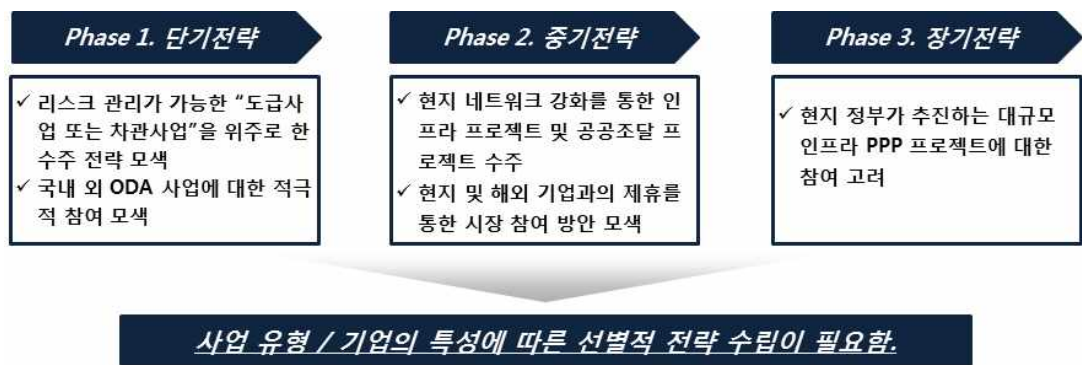 Phase 1. 단기전략
✓ 리스크 관리가 가능한 “도급사
업 또는 차관사업”을 위주로 한
수주 전략 모색
✓ 국내 외 ODA 사업에 대한 적극
적 참여 모색
Phase 2. 중기전략
✓ 현지 네트워크 강화를 통한 인
프라 프로젝트 및 공공조달 프
로젝트 수주
✓ 현지 및 해외 기업과의 제휴를
통한 시장 참여 방안 모색
Phase 3. 장기전략
✓ 현지 정부가 추진하는 대규모
인프라 PPP 프로젝트에 대한
참여 고려
사업 유형 / 기업의 특성에 따른 선별적 전략 수립이 필요함.